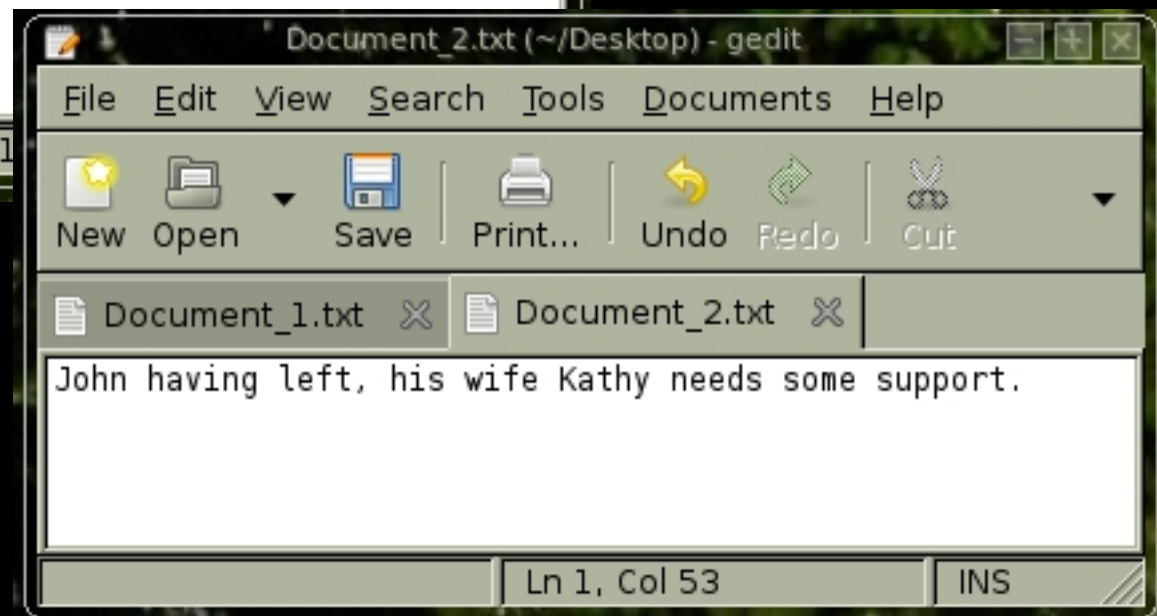 Document_2.txt (~/Desktop) - gedit
File Edit View Search Tools Documents Help
New Open Save Print... Undo Redo Cut
Document_1.txt Document_2.txt
John having left, his wife Kathy needs some support.
Ln 1, Col 53 INS